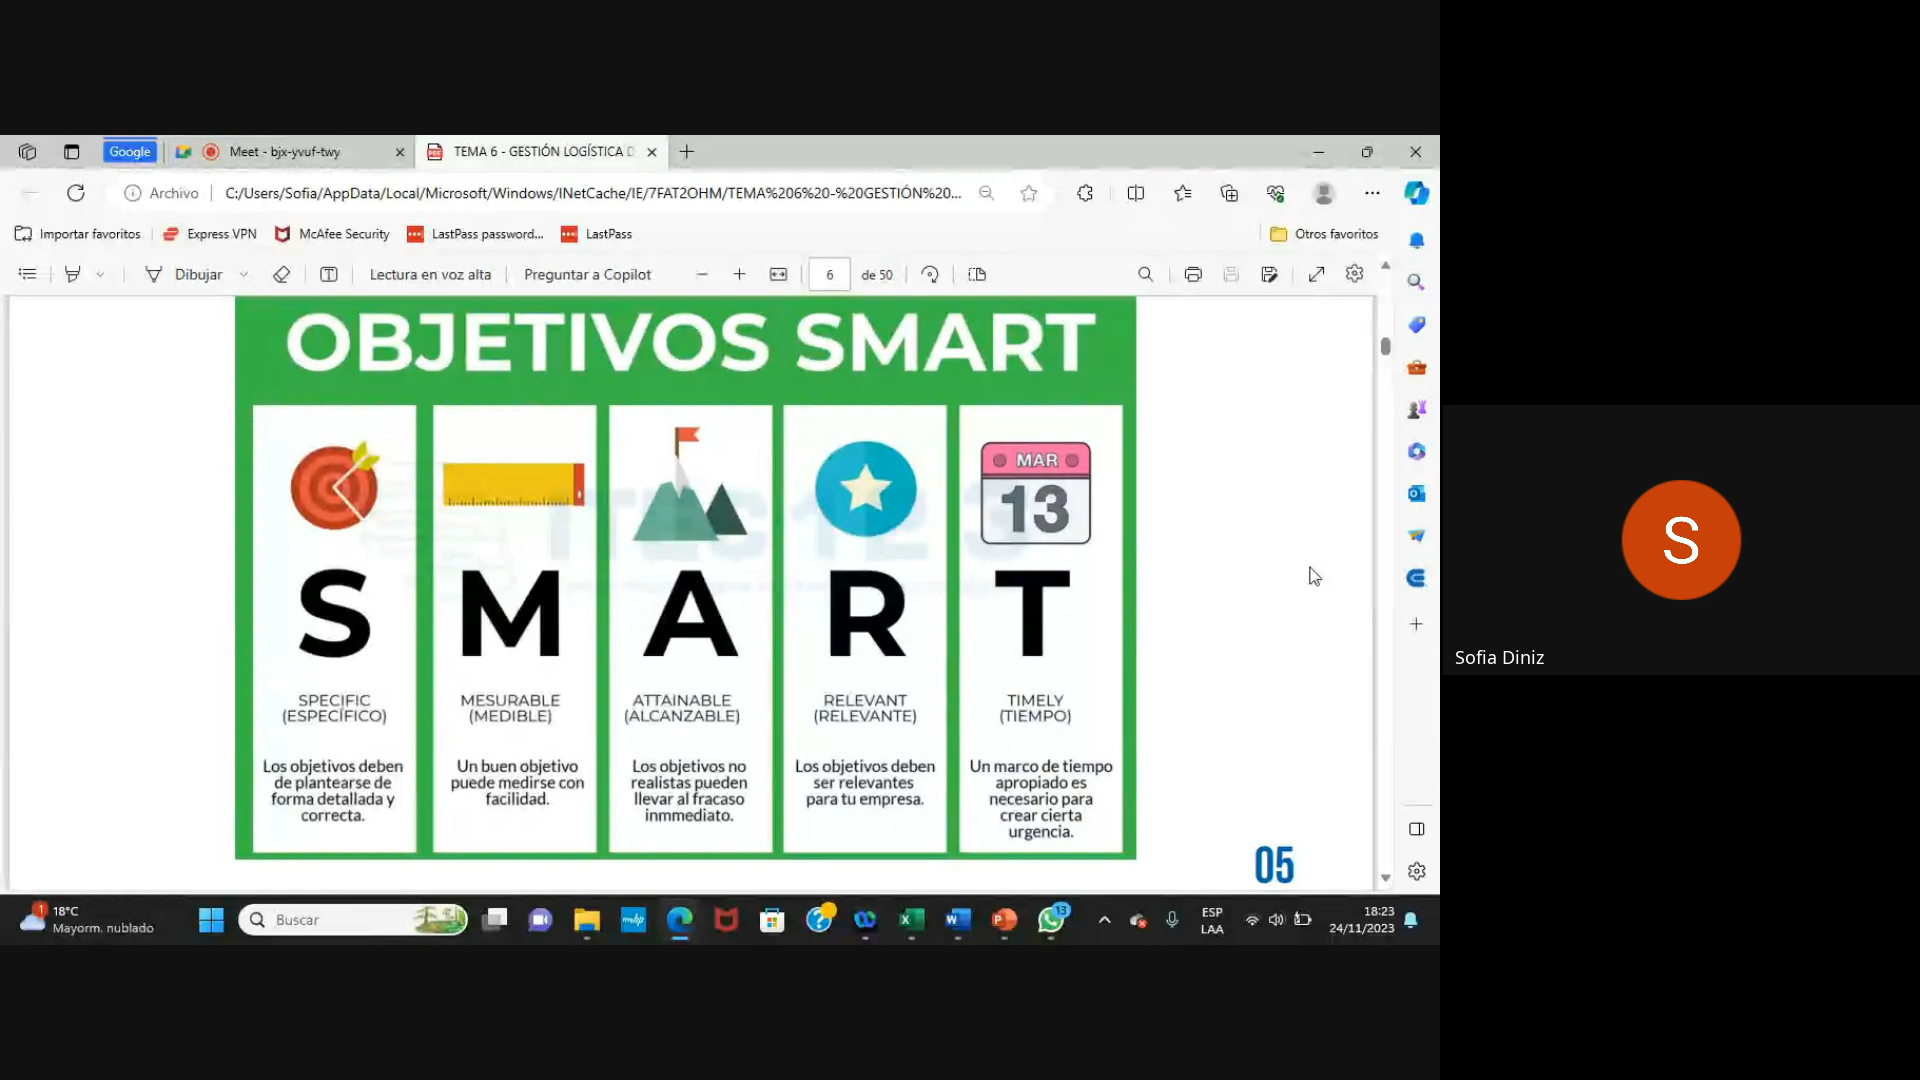 Google
Meet - bjx-yvuf-twy
TEMA 6 - GESTIÓN LOGÍSTICA D
Archivo
C:/Users/Sofia/AppData/Local/Microsoft/Windows/INetCache/IE/7FAT2OHM/TEMA%206%20-%20GESTIÓN%20...
Importar favoritos
Express VPN
McAfee Security
LastPass password...
LastPass
Otros favoritos
Dibujar
Lectura en voz alta
Preguntar a Copilot
6
de 50
OBJETIVOS SMART
MAR
13
S
M
A
R
T
SPECIFIC
(ESPECÍFICO)
MESURABLE
(MEDIBLE)
ATTAINABLE
(ALCANZABLE)
RELEVANT
(RELEVANTE)
TIMELY
(TIEMPO)
Los objetivos deben
de plantearse de
forma detallada y
correcta.
Un buen objetivo
puede medirse con
facilidad.
Los objetivos no
realistas pueden
llevar al fracaso
inmmediato.
Los objetivos deben
ser relevantes
para tu empresa.
Un marco de tiempo
apropiado es
necesario para
crear cierta
urgencia.
05
1
18°C
Mayorm. nublado
Buscar
13
ESP
LAA
18:23
24/11/2023
S
Sofia Diniz